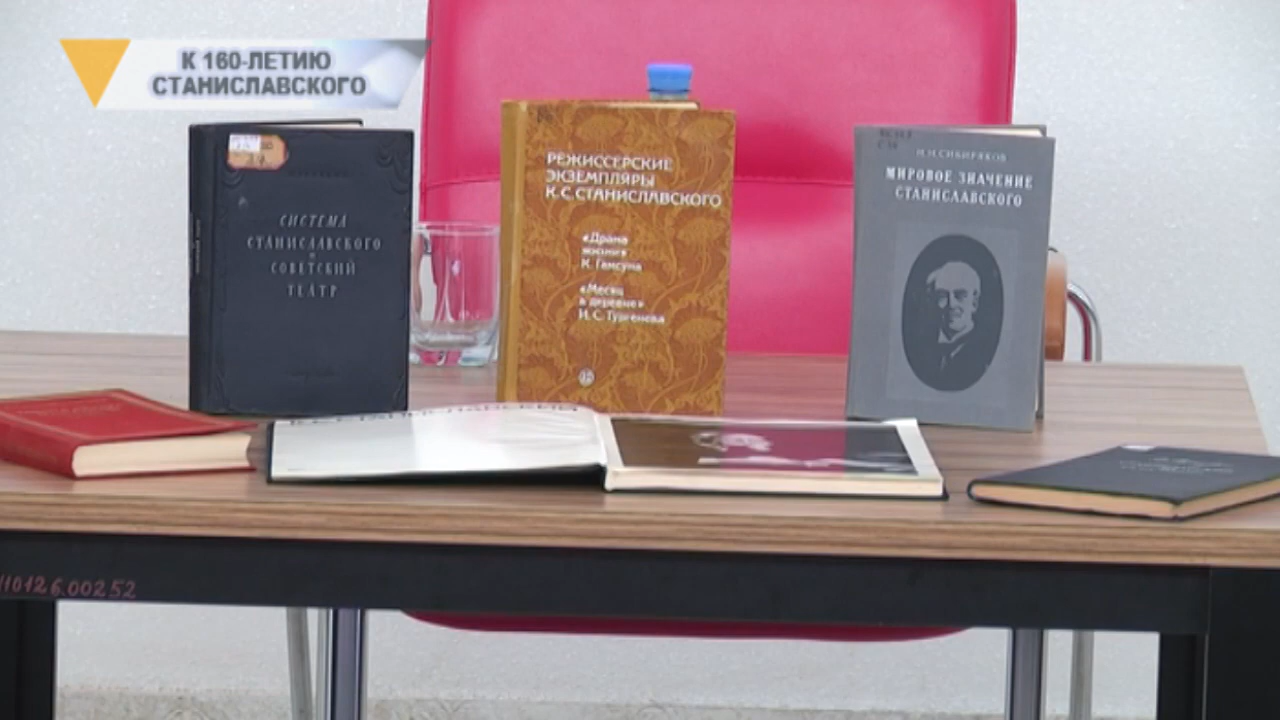 К 160-ЛЕТИЮ
СТАНИСЛАВСКОГО
СИСТЕМА
СТАНИСЛАВСКОГО
И
СОВЕТСКИЙ
ТЕАТР
РЕЖИССЕРСКИЕ
ЭКЗЕМПЛЯРЫ
К.С.СТАНИСЛАВСКОГО
«Драма
жизни»
К. Гамсуна
«Месяц
в деревне»
И.С. Тургенева
Н.Н.СИБИРЯКОВ
МИРОВОЕ ЗНАЧЕНИЕ
СТАНИСЛАВСКОГО
110126.00252